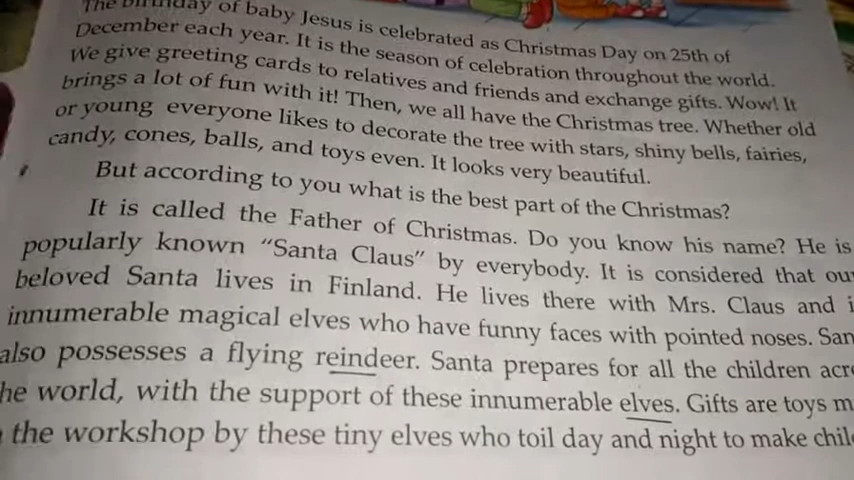 The birthday of baby Jesus is celebrated as Christmas Day on 25th of
December each year. It is the season of celebration throughout the world.
We give greeting cards to relatives and friends and exchange gifts. Wow! It
brings a lot of fun with it! Then, we all have the Christmas tree. Whether old
or young everyone likes to decorate the tree with stars, shiny bells, fairies,
candy, cones, balls, and toys even. It looks very beautiful.
But according to you what is the best part of the Christmas?
It is called the Father of Christmas. Do you know his name? He is
popularly known "Santa Claus" by everybody. It is considered that our
beloved Santa lives in Finland. He lives there with Mrs. Claus and
innumerable magical elves who have funny faces with pointed noses. San
also possesses a flying reindeer. Santa prepares for all the children acr
he world, with the support of these innumerable elves. Gifts are toys m
the workshop by these tiny elves who toil day and night to make chil